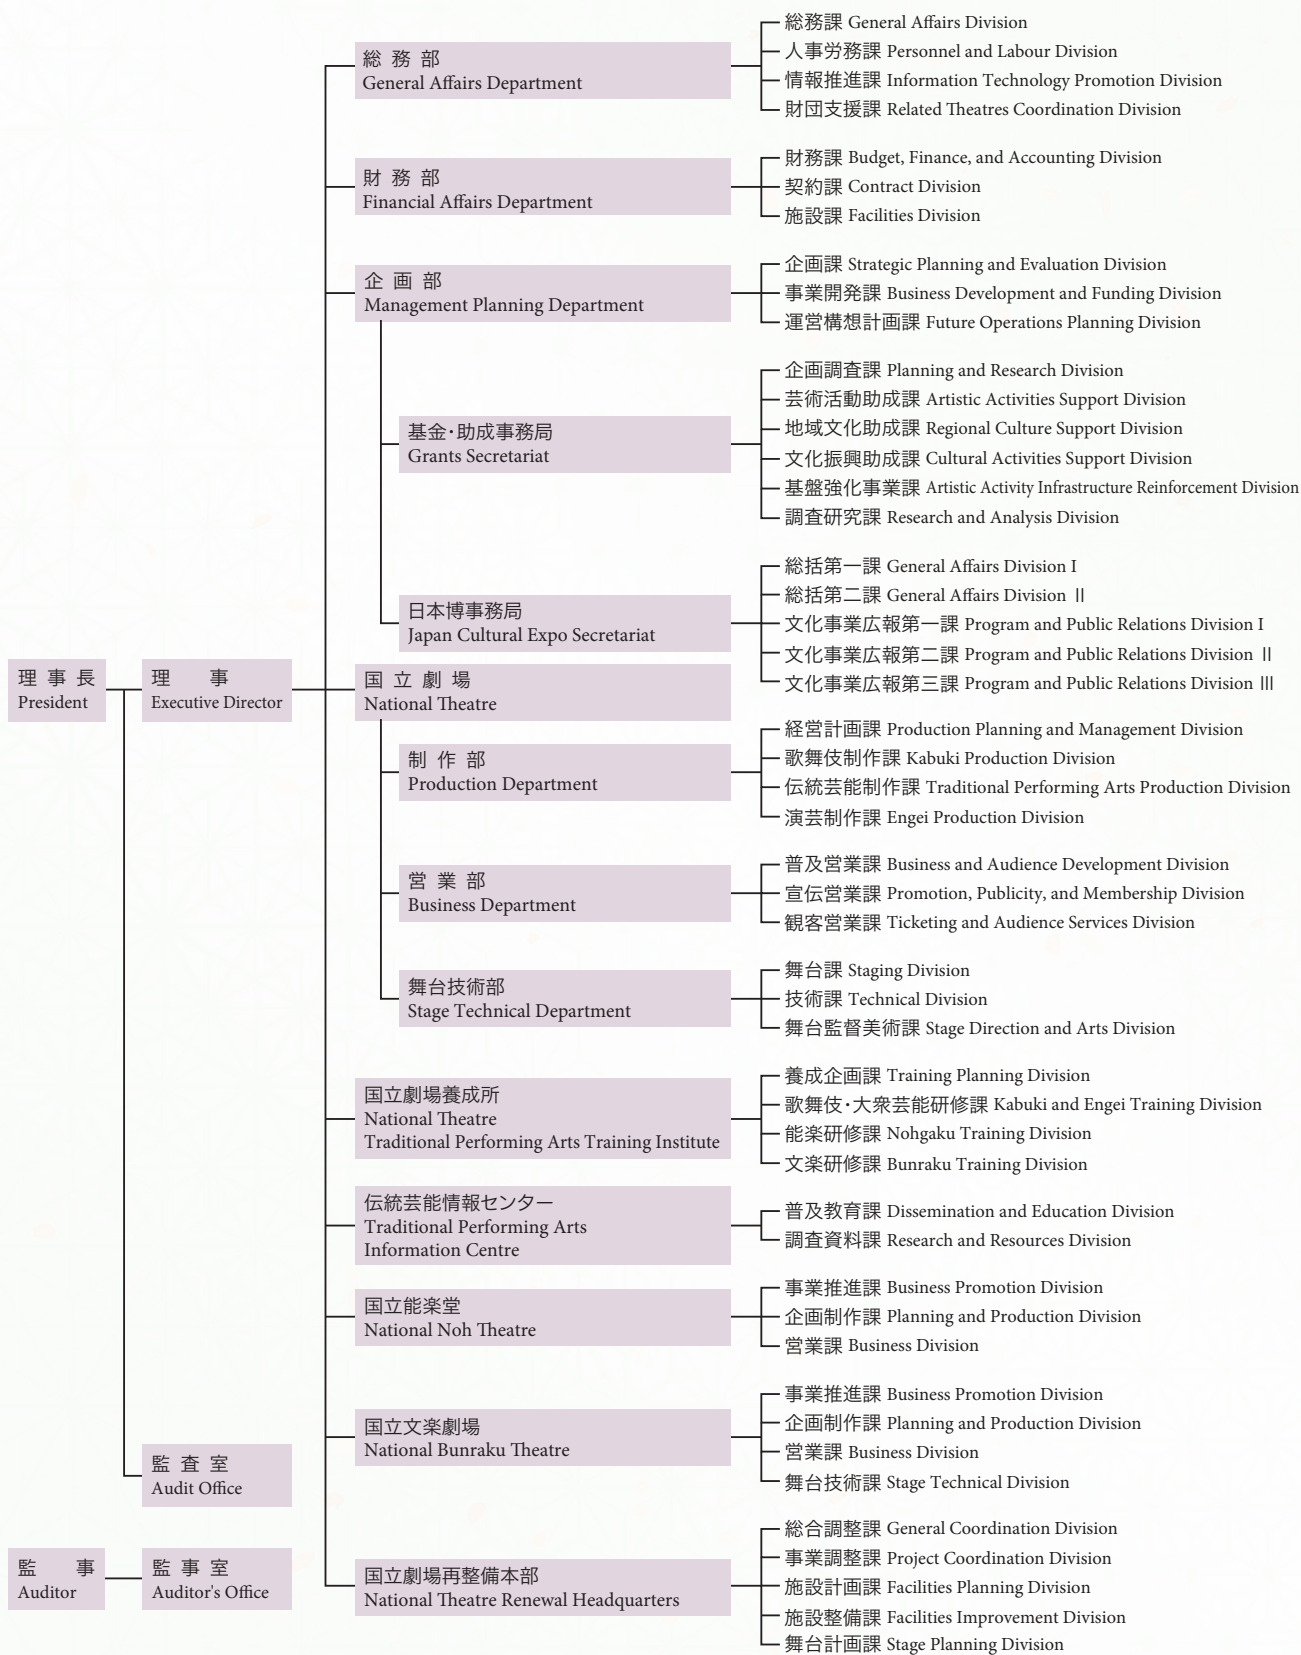 理事長
President
理　事
Executive Director
監査室
Audit Office
監　事
Auditor
監事室
Auditor's Office
総務部
General Affairs Department
総務課 General Affairs Division
人事労務課 Personnel and Labour Division
情報推進課 Information Technology Promotion Division
財団支援課 Related Theatres Coordination Division
財務部
Financial Affairs Department
財務課 Budget, Finance, and Accounting Division
契約課 Contract Division
施設課 Facilities Division
企画部
Management Planning Department
企画課 Strategic Planning and Evaluation Division
事業開発課 Business Development and Funding Division
運営構想計画課 Future Operations Planning Division
基金・助成事務局
Grants Secretariat
企画調査課 Planning and Research Division
芸術活動助成課 Artistic Activities Support Division
地域文化助成課 Regional Culture Support Division
文化振興助成課 Cultural Activities Support Division
基盤強化事業課 Artistic Activity Infrastructure Reinforcement Division
調査研究課 Research and Analysis Division
日本博事務局
Japan Cultural Expo Secretariat
総括第一課 General Affairs Division I
総括第二課 General Affairs Division Ⅱ
文化事業広報第一課 Program and Public Relations Division I
文化事業広報第二課 Program and Public Relations Division Ⅱ
文化事業広報第三課 Program and Public Relations Division Ⅲ
国立劇場
National Theatre
制作部
Production Department
経営計画課 Production Planning and Management Division
歌舞伎制作課 Kabuki Production Division
伝統芸能制作課 Traditional Performing Arts Production Division
演芸制作課 Engei Production Division
営業部
Business Department
普及営業課 Business and Audience Development Division
宣伝営業課 Promotion, Publicity, and Membership Division
観客営業課 Ticketing and Audience Services Division
舞台技術部
Stage Technical Department
舞台課 Staging Division
技術課 Technical Division
舞台監督美術課 Stage Direction and Arts Division
国立劇場養成所
National Theatre
Traditional Performing Arts Training Institute
養成企画課 Training Planning Division
歌舞伎・大衆芸能研修課 Kabuki and Engei Training Division
能楽研修課 Nohgaku Training Division
文楽研修課 Bunraku Training Division
伝統芸能情報センター
Traditional Performing Arts
Information Centre
普及教育課 Dissemination and Education Division
調査資料課 Research and Resources Division
国立能楽堂
National Noh Theatre
事業推進課 Business Promotion Division
企画制作課 Planning and Production Division
営業課 Business Division
国立文楽劇場
National Bunraku Theatre
事業推進課 Business Promotion Division
企画制作課 Planning and Production Division
営業課 Business Division
舞台技術課 Stage Technical Division
国立劇場再整備本部
National Theatre Renewal Headquarters
総合調整課 General Coordination Division
事業調整課 Project Coordination Division
施設計画課 Facilities Planning Division
施設整備課 Facilities Improvement Division
舞台計画課 Stage Planning Division